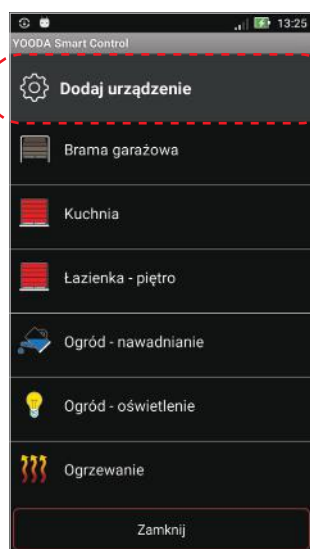 13:25
YOODA Smart Control
Dodaj urządzenie
Brama garażowa
Kuchnia
Łazienka - piętro
Ogród - nawadnianie
Ogród - oświetlenie
Ogrzewanie
Zamknij